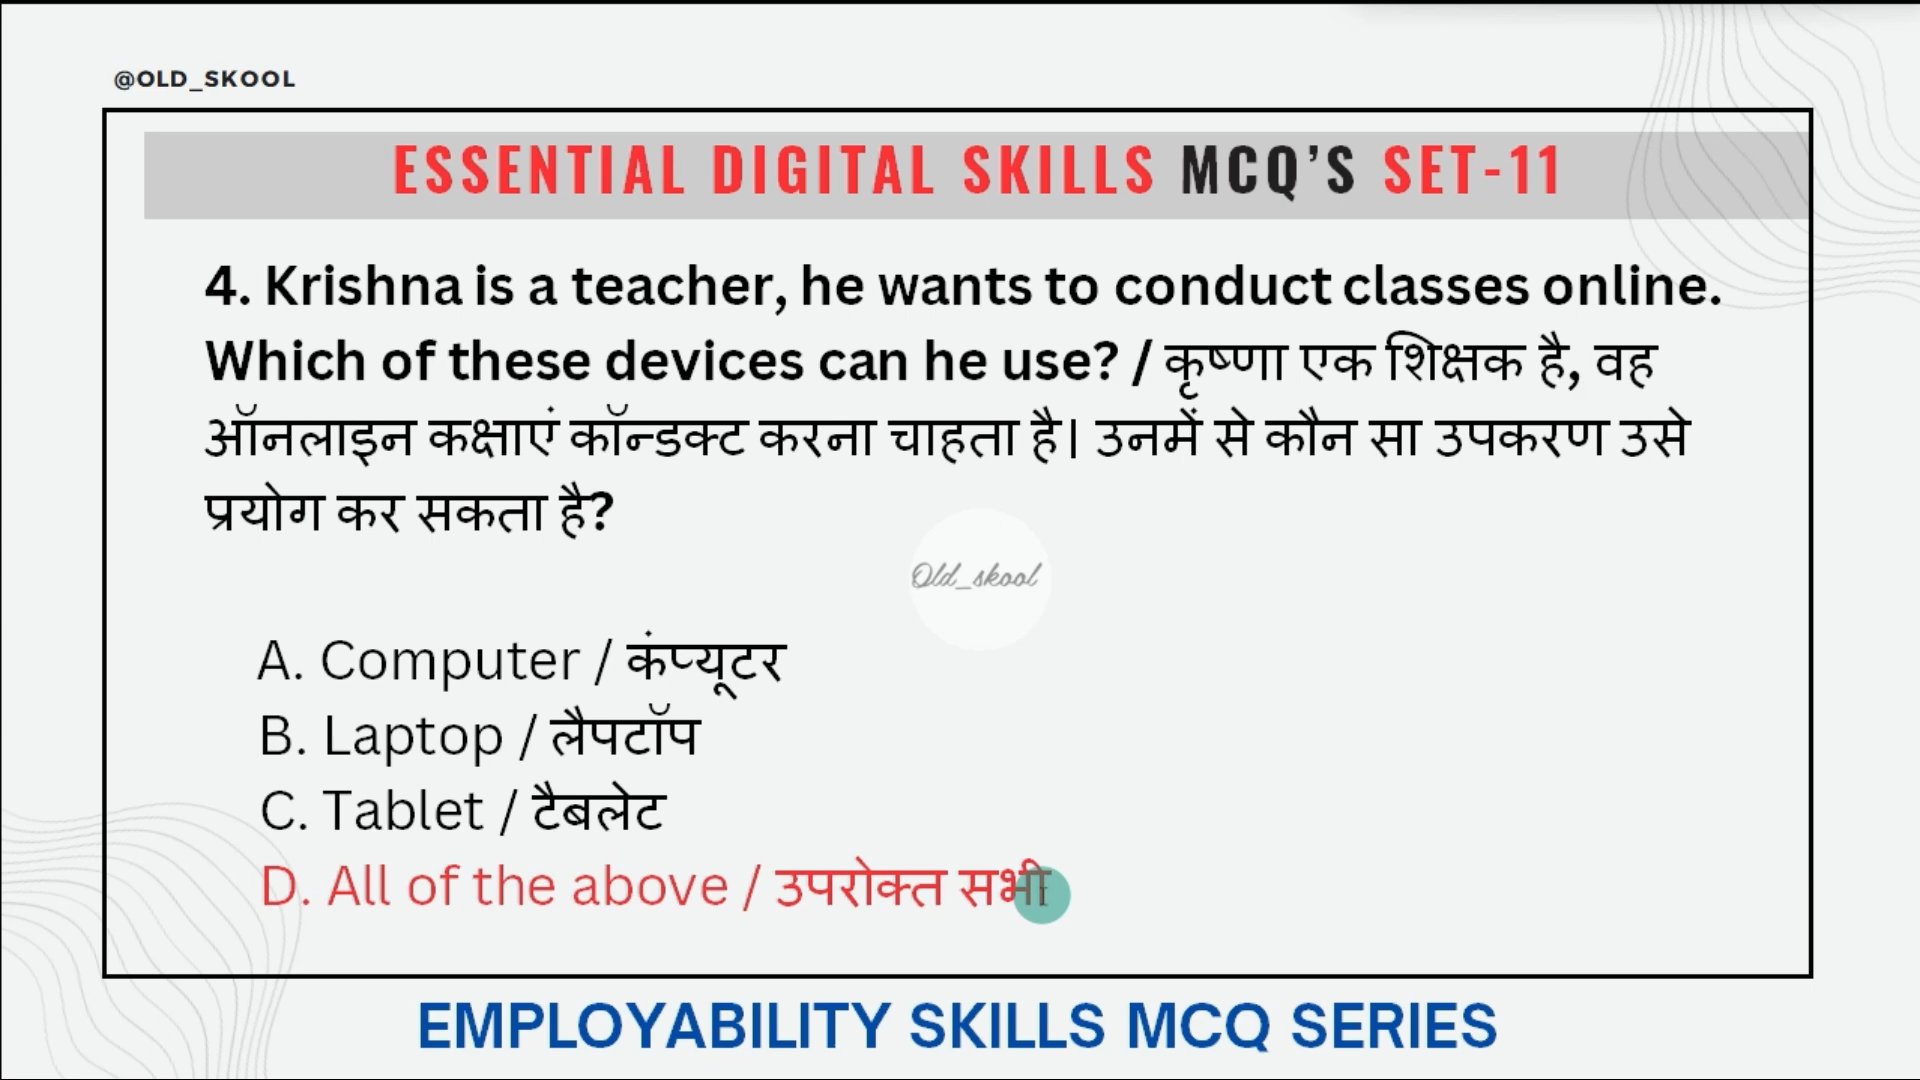 @OLD_SKOOL
ESSENTIAL DIGITAL SKILLS MCQ’S SET-11
4. Krishna is a teacher, he wants to conduct classes online.
Which of these devices can he use? / कृष्णा एक शिक्षक है, वह
ऑनलाइन कक्षाएं कॉन्डक्ट करना चाहता है। उनमें से कौन सा उपकरण उसे
प्रयोग कर सकता है?
Old_skool
A. Computer / कंप्यूटर
B. Laptop / लैपटॉप
C. Tablet / टैबलेट
D. All of the above / उपरोक्त सभी
EMPLOYABILITY SKILLS MCQ SERIES